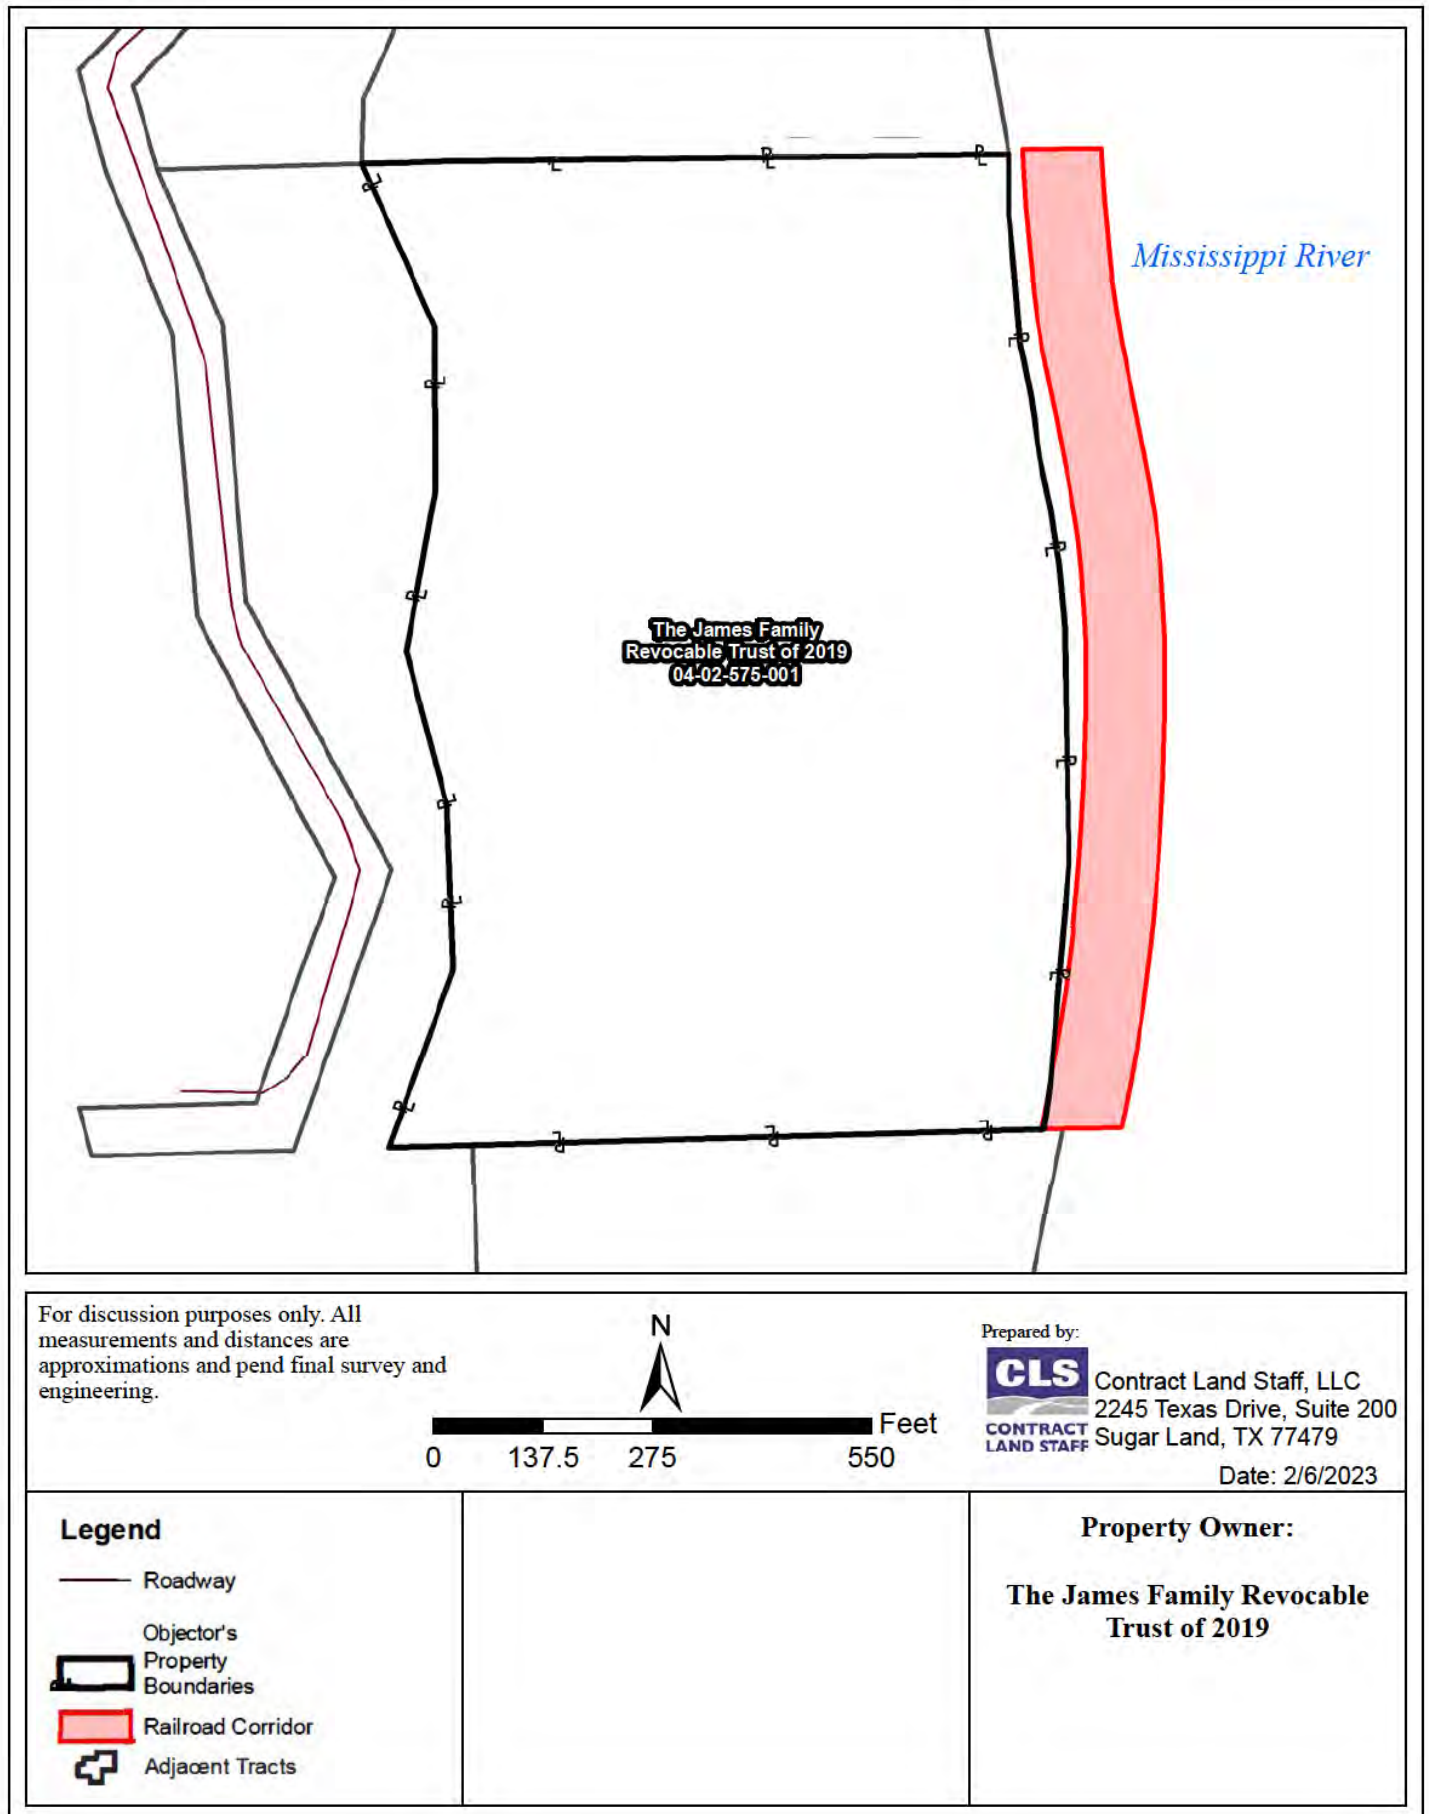 Mississippi River
The James Family
Revocable Trust of 2019
04-02-575-001
For discussion purposes only. All
measurements and distances are
approximations and pend final survey and
engineering.
N
Feet
0 137.5 275 550
Prepared by:
CLS
CONTRACT
LAND STAFF
Contract Land Staff, LLC
2245 Texas Drive, Suite 200
Sugar Land, TX 77479
Date: 2/6/2023
Legend
Roadway
Objector's
Property
Boundaries
Railroad Corridor
Adjacent Tracts
Property Owner:
The James Family Revocable
Trust of 2019